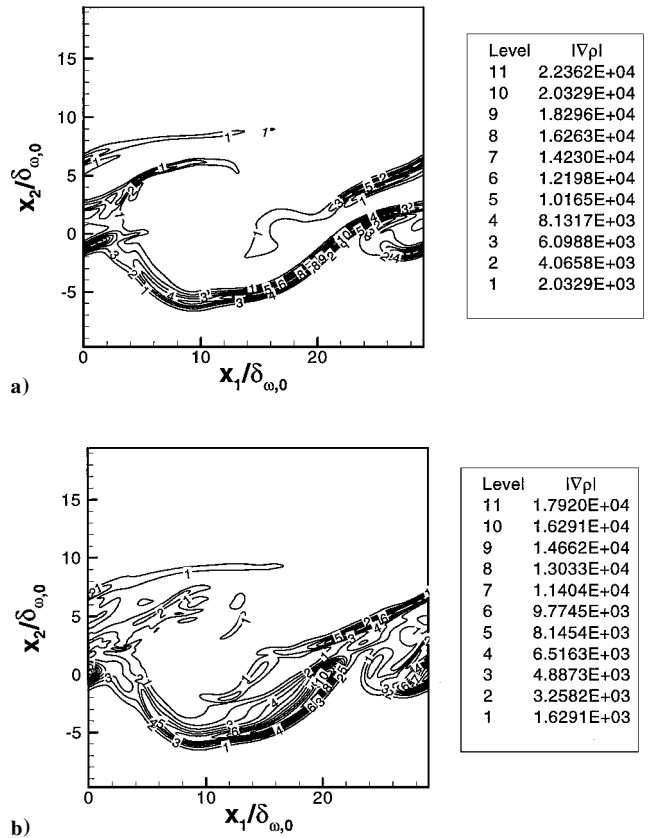 15
10
5
0
-5
0
10
20
X₂/δω,0
X₁/δω,0
a)
Level |∇ρ|
11 2.2362E+04
10 2.0329E+04
9 1.8296E+04
8 1.6263E+04
7 1.4230E+04
6 1.2198E+04
5 1.0165E+04
4 8.1317E+03
3 6.0988E+03
2 4.0658E+03
1 2.0329E+03
15
10
5
0
-5
0
10
20
X₂/δω,0
X₁/δω,0
b)
Level |∇ρ|
11 1.7920E+04
10 1.6291E+04
9 1.4662E+04
8 1.3033E+04
7 1.1404E+04
6 9.7745E+03
5 8.1454E+03
4 6.5163E+03
3 4.8873E+03
2 3.2582E+03
1 1.6291E+03